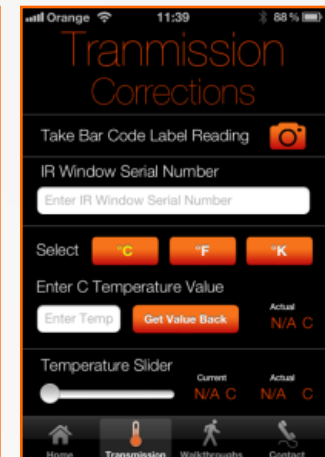 Orange 11:39 88%
Tranmission
Corrections
Take Bar Code Label Reading
IR Window Serial Number
Enter IR Window Serial Number
Select °C °F °K
Enter C Temperature Value
Enter Temp Get Value Back Actual N/A C
Temperature Slider
Current Actual
N/A C N/A C
Home Transmission Walkthroughs Contact